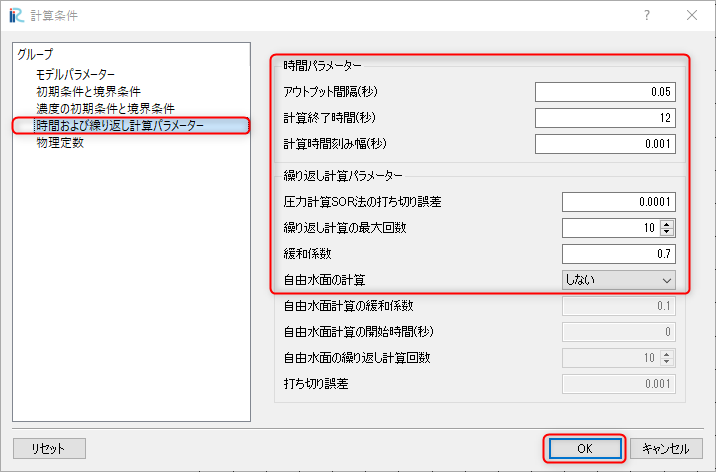 計算条件
グループ
モデルパラメーター
初期条件と境界条件
濃度の初期条件と境界条件
時間および繰り返し計算パラメーター
物理定数
時間パラメーター
アウトプット間隔(秒) 0.05
計算終了時間(秒) 12
計算時間刻み幅(秒) 0.001
繰り返し計算パラメーター
圧力計算SOR法の打ち切り誤差 0.0001
繰り返し計算の最大回数 10
緩和係数 0.7
自由水面の計算 しない
自由水面計算の緩和係数 0.1
自由水面計算の開始時間(秒) 0
自由水面の繰り返し計算回数 10
打ち切り誤差 0.001
リセット OK キャンセル